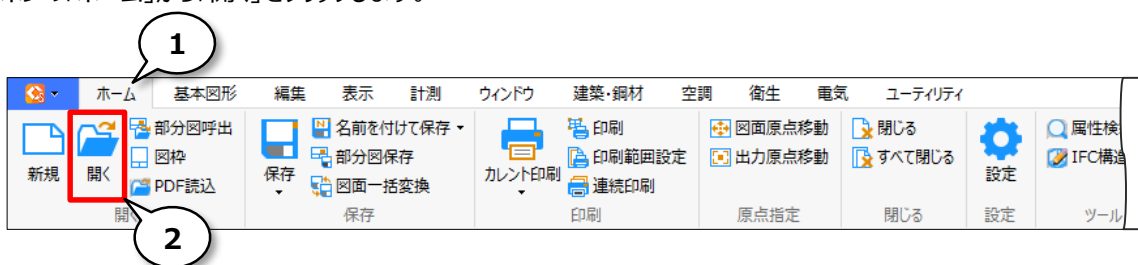 1
ホーム 基本図形 編集 表示 計測 ウィンドウ 建築・鋼材 空調 衛生 電気 ユーティリティ
部分図呼出 名前を付けて保存 印刷 図面原点移動 閉じる 属性検
図枠 部分図保存 印刷範囲設定 出力原点移動 すべて閉じる IFC構造
新規 開く 保存 カレント印刷 設定
PDF読込 図面一括変換 連続印刷
開 保存 印刷 原点指定 閉じる 設定 ツール
2